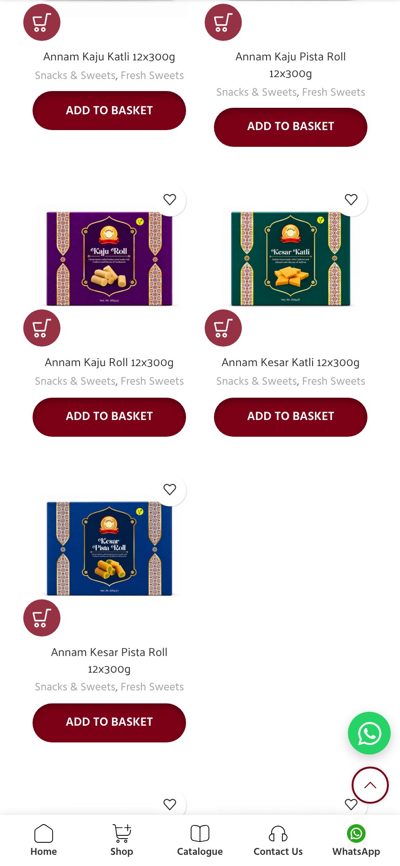 Annam Kaju Katli 12x300g
Snacks & Sweets, Fresh Sweets
ADD TO BASKET
Annam Kaju Pista Roll
12x300g
Snacks & Sweets, Fresh Sweets
ADD TO BASKET
Kaju Roll
Annam Kaju Roll 12x300g
Snacks & Sweets, Fresh Sweets
ADD TO BASKET
Kesar Katli
Annam Kesar Katli 12x300g
Snacks & Sweets, Fresh Sweets
ADD TO BASKET
Kesar
Pista Roll
Annam Kesar Pista Roll
12x300g
Snacks & Sweets, Fresh Sweets
ADD TO BASKET
Home
Shop
Catalogue
Contact Us
WhatsApp